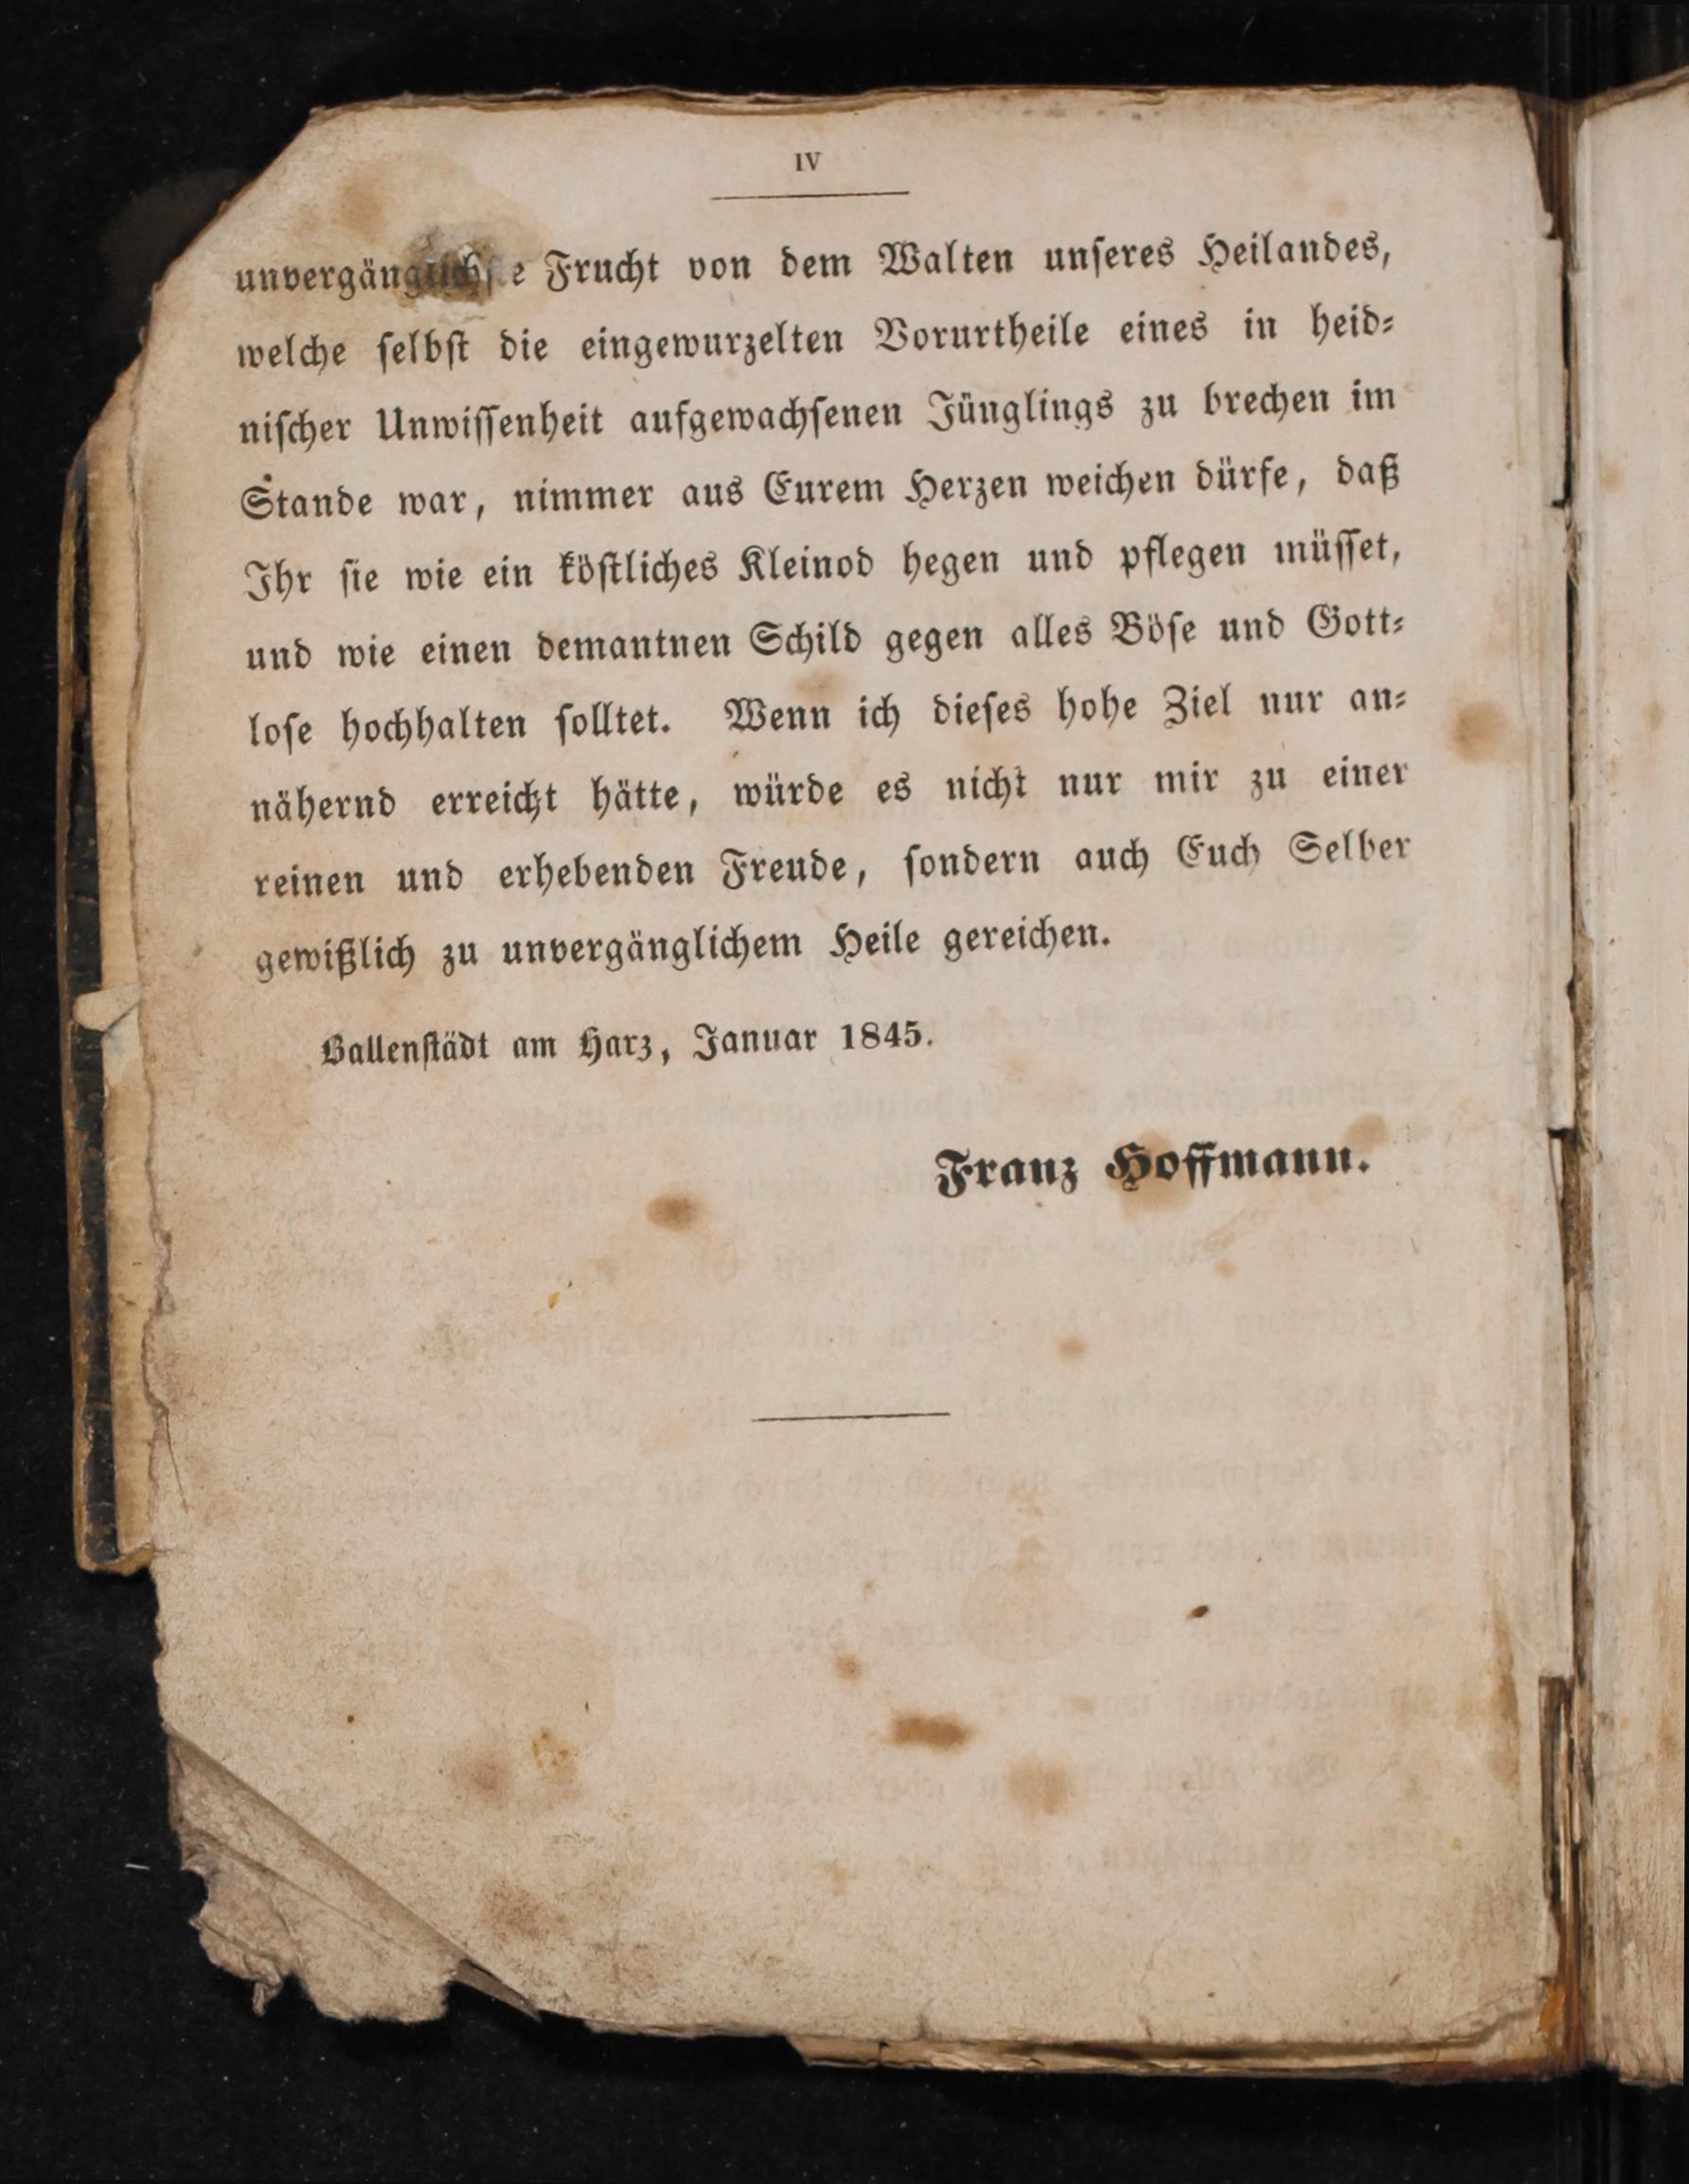 IV
unvergänglichste Frucht von dem Walten unſeres Heilandes,
welche ſelbſt die eingewurzelten Vorurtheile eines in heid⸗
niſcher Unwiſſenheit aufgewachſenen Jünglings zu brechen im
Stande war, nimmer aus Eurem Herzen weichen dürfe, daß
Ihr ſie wie ein köſtliches Kleinod hegen und pflegen müſſet,
und wie einen demantnen Schild gegen alles Böſe und Gott⸗
loſe hochhalten ſolltet. Wenn ich dieſes hohe Ziel nur an⸗
nähernd erreicht hätte, würde es nicht nur mir zu einer
reinen und erhebenden Freude, ſondern auch Euch Selber
gewißlich zu unvergänglichem Heile gereichen.
Ballenſtädt am Harz, Januar 1845.
Franz Hoffmann.